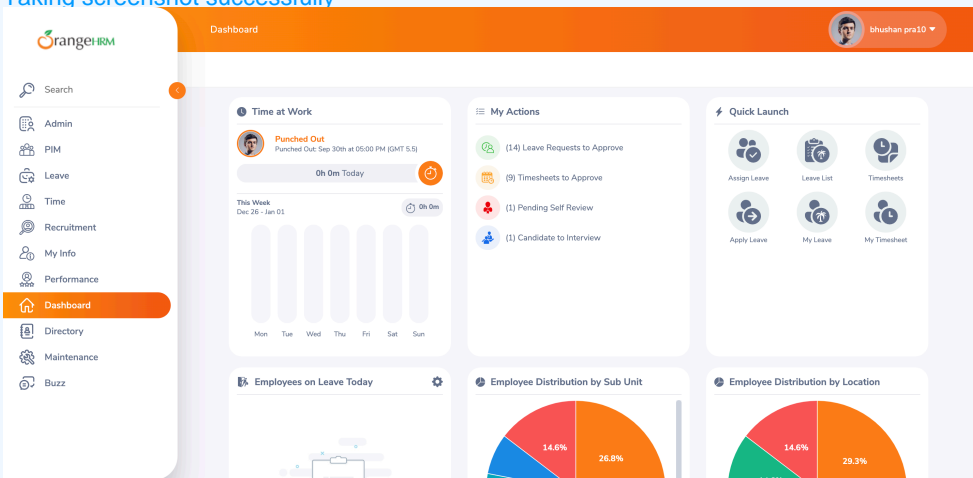 Taking screenshot successfully
OrangeHRM
Dashboard
bhushan pra10
Search
Admin
PIM
Leave
Time
Recruitment
My Info
Performance
Dashboard
Directory
Maintenance
Buzz
Time at Work
Punched Out
Punched Out: Sep 30th at 05:00 PM (GMT 5.5)
0h 0m Today
This Week
Dec 26 - Jan 01
0h 0m
Mon Tue Wed Thu Fri Sat Sun
My Actions
(14) Leave Requests to Approve
(9) Timesheets to Approve
(1) Pending Self Review
(1) Candidate to Interview
Quick Launch
Assign Leave Leave List Timesheets
Apply Leave My Leave My Timesheet
Employees on Leave Today
Employee Distribution by Sub Unit
14.6%
26.8%
Employee Distribution by Location
14.6%
29.3%